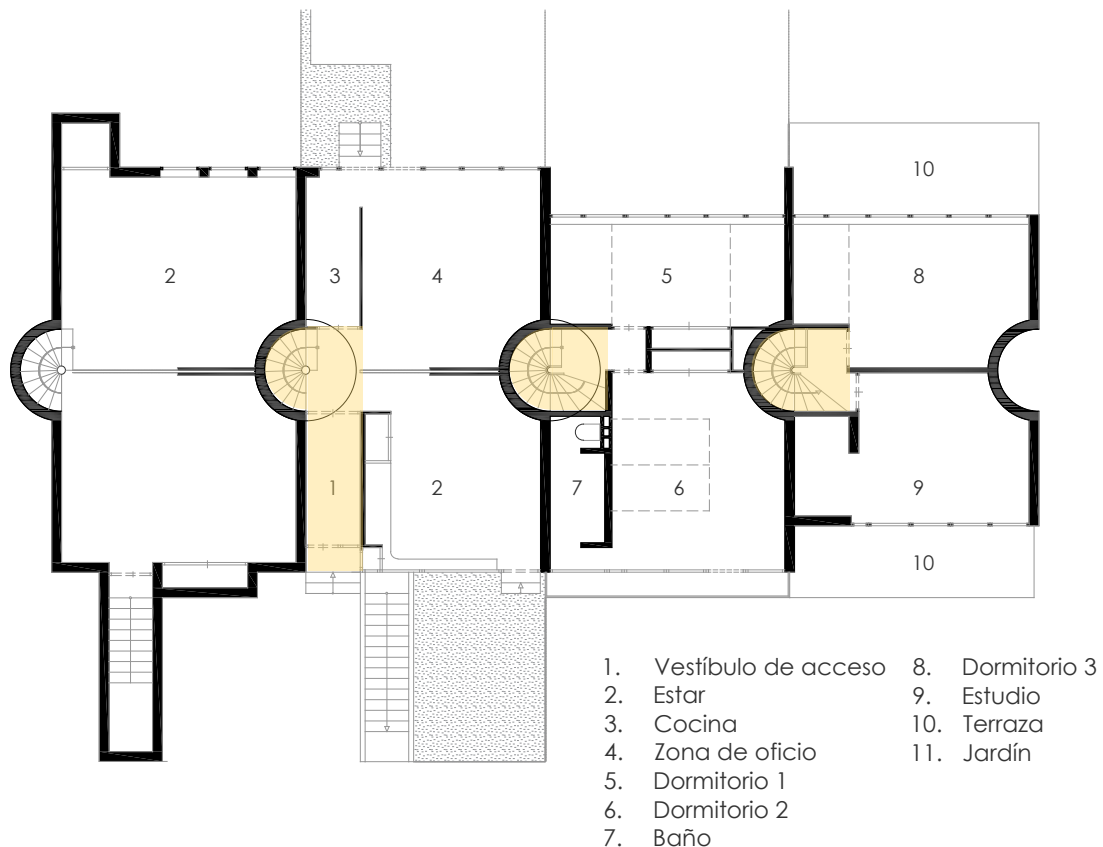 10
2
3
4
5
8
1
2
7
6
9
10
1. Vestíbulo de acceso
2. Estar
3. Cocina
4. Zona de oficio
5. Dormitorio 1
6. Dormitorio 2
7. Baño
8. Dormitorio 3
9. Estudio
10. Terraza
11. Jardín